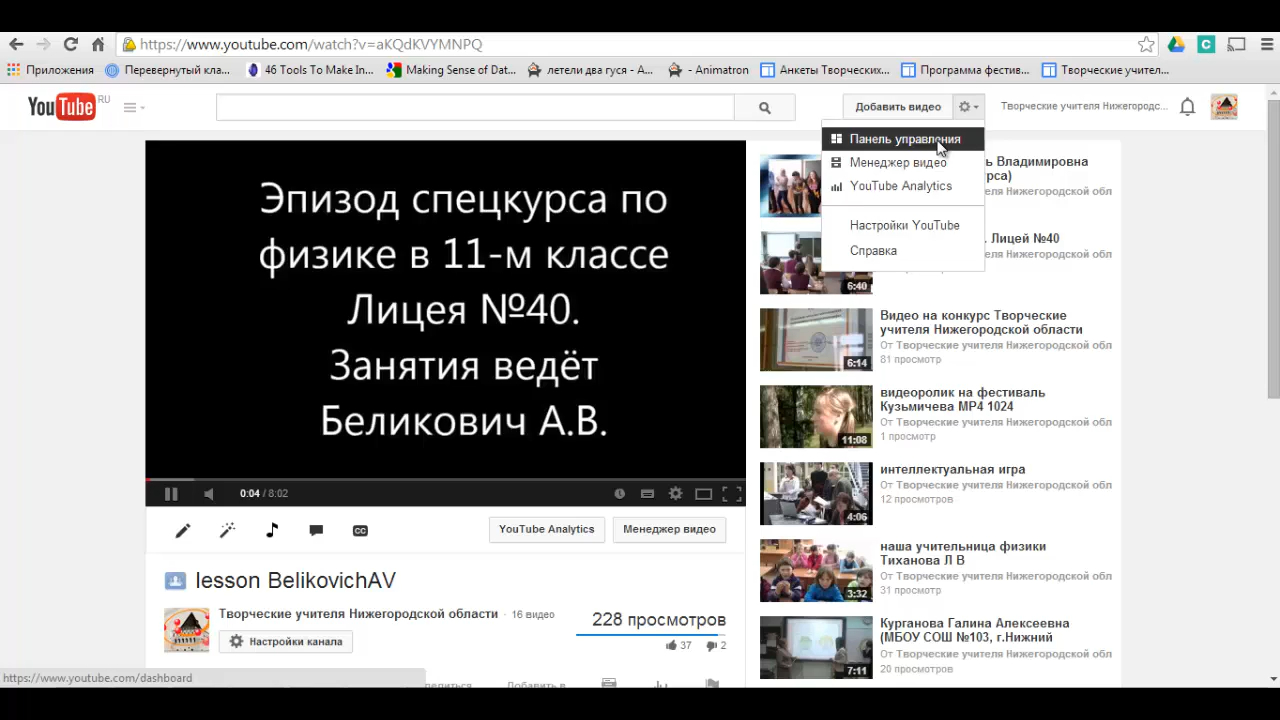 https://www.youtube.com/watch?v=aKQdKVYMNPQ
Приложения
Перевернутый кла...
46 Tools To Make In...
Making Sense of Dat...
летели два гуся - А...
- Animatron
Анкеты Творческих...
Программа фестив...
Творческие учител...
YouTube RU
Добавить видео
Творческие учителя Нижегородс...
Панель управления
Менеджер видео
YouTube Analytics
Настройки YouTube
Справка
Эпизод спецкурса по
физике в 11-м классе
Лицея №40.
Занятия ведёт
Беликович А.В.
0:04 / 8:02
YouTube Analytics
Менеджер видео
lesson BelikovichAV
Творческие учителя Нижегородской области · 16 видео
Настройки канала
228 просмотров
37
2
https://www.youtube.com/dashboard
Добавить в
Владимировна
Нижегородской обл
Лицей №40
Нижегородской обл
6:40
Видео на конкурс Творческие
учителя Нижегородской области
От Творческие учителя Нижегородской обл
81 просмотр
6:14
видеоролик на фестиваль
Кузьмичева MP4 1024
От Творческие учителя Нижегородской обл
1 просмотр
11:08
интеллектуальная игра
От Творческие учителя Нижегородской обл
12 просмотров
4:06
наша учительница физики
Тиханова Л В
От Творческие учителя Нижегородской обл
31 просмотр
3:32
Курганова Галина Алексеевна
(МБОУ СОШ №103, г.Нижний
От Творческие учителя Нижегородской обл
20 просмотров
7:11